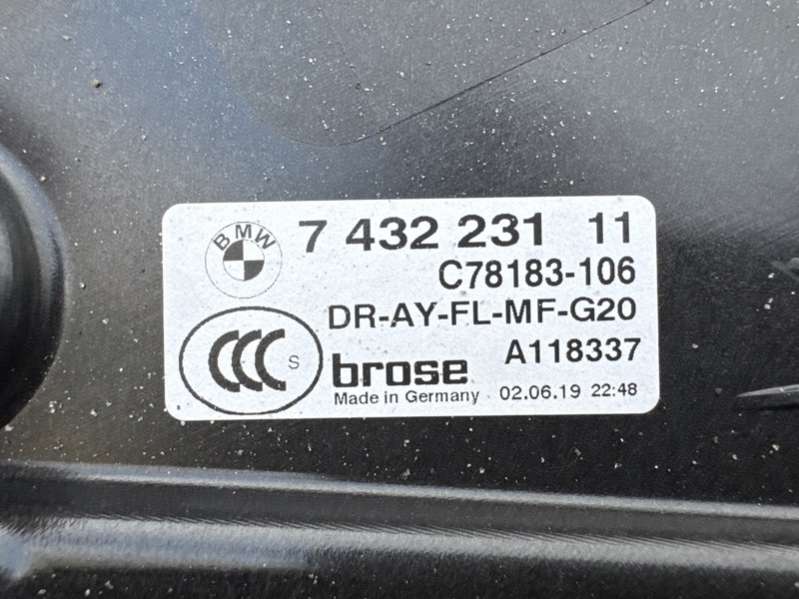 BMW
7 432 231 11
C78183-106
DR-AY-FL-MF-G20
CCC S
brose A118337
Made in Germany 02.06.19 22:48